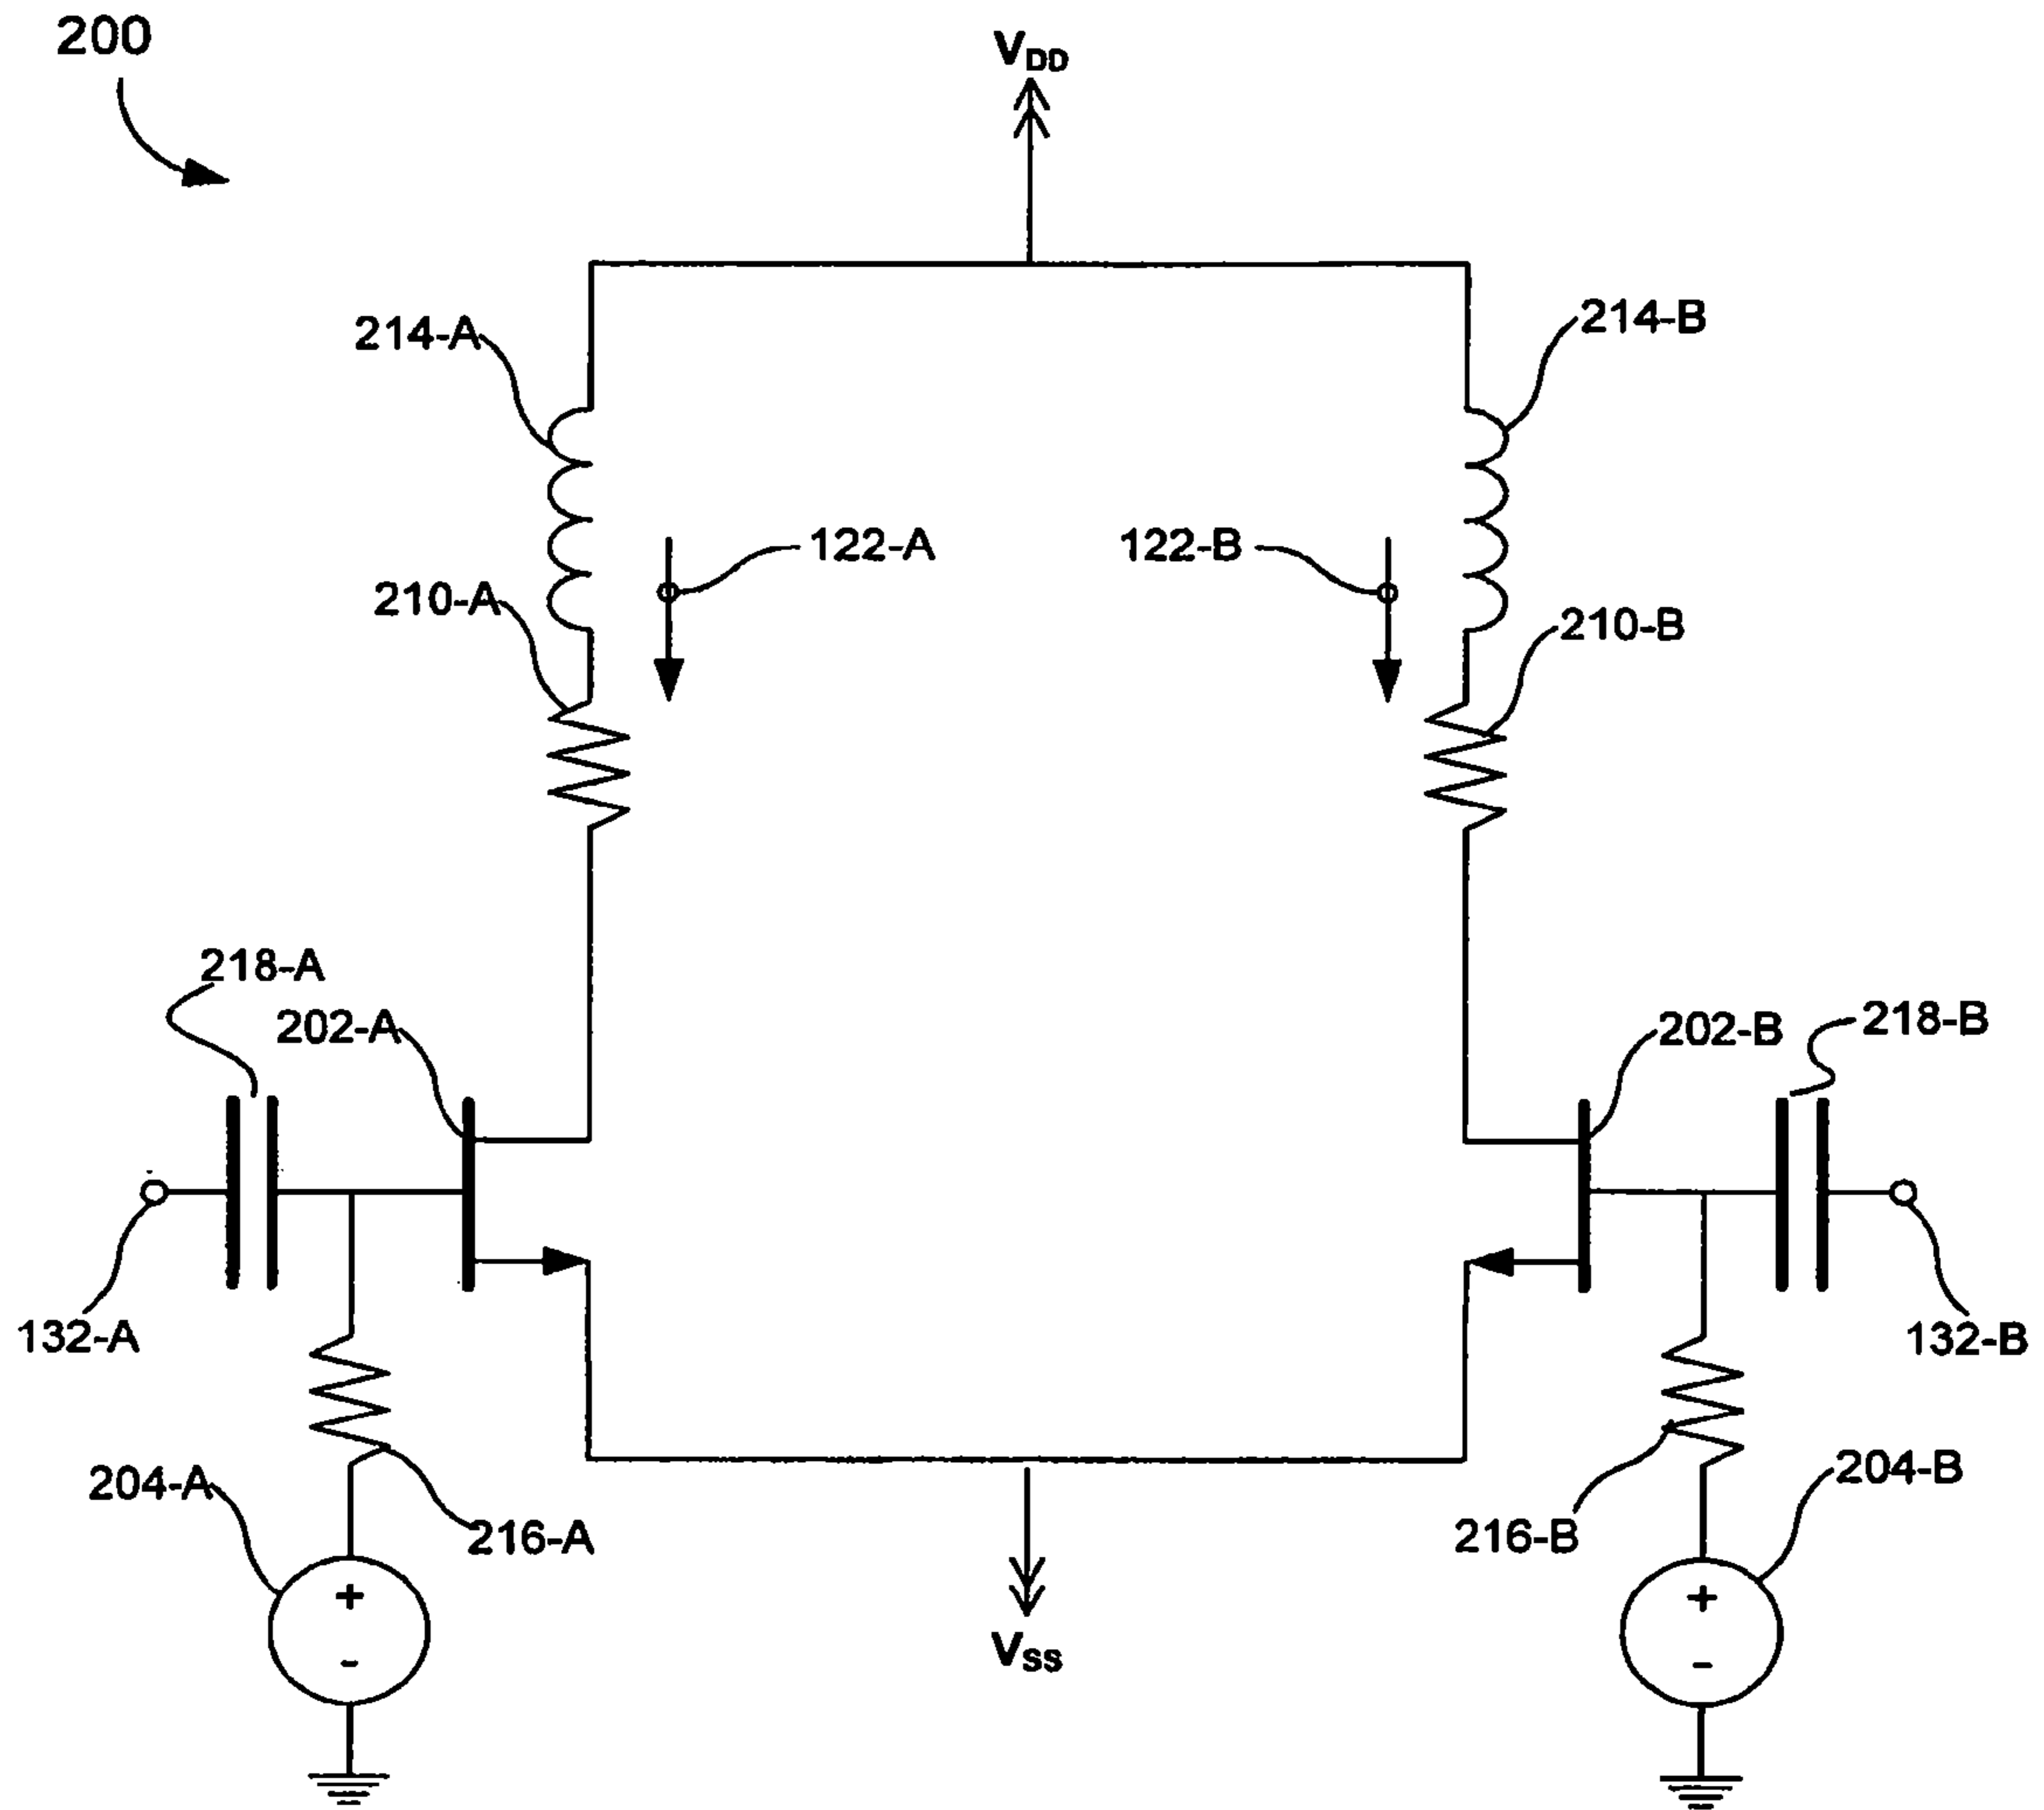 200
VDD
214-A
214-B
122-A
122-B
210-A
210-B
218-A
202-A
202-B
218-B
132-A
132-B
204-A
216-A
216-B
204-B
+
-
+
-
VSS